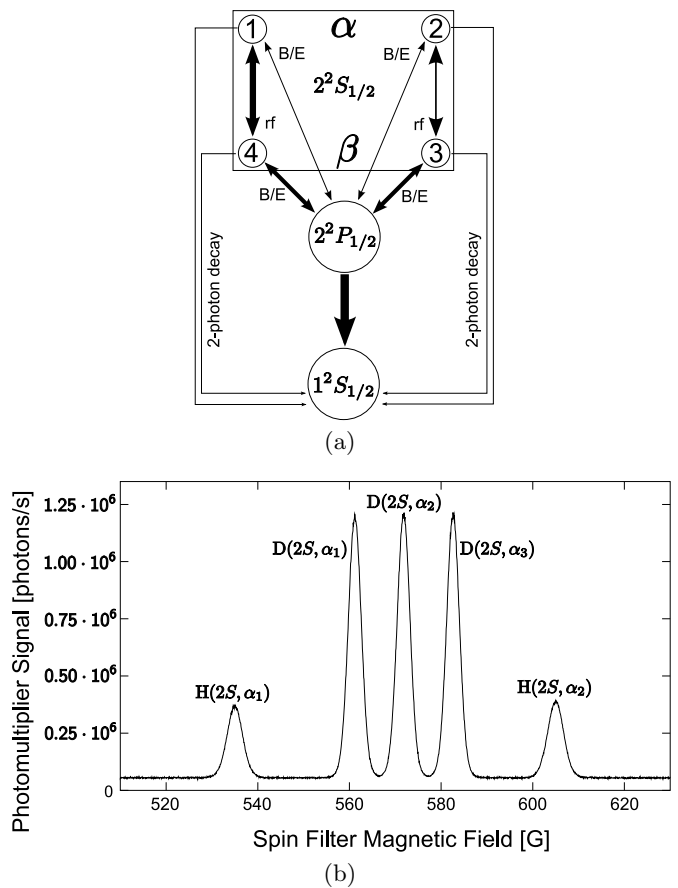 1 α 2
B/E B/E
2²S₁/₂
rf rf
4 β 3
B/E B/E
2²P₁/₂
2-photon decay 2-photon decay
1²S₁/₂
(a)
Photomultiplier Signal [photons/s]
1.25 · 10⁶
1.00 · 10⁶
0.75 · 10⁶
0.50 · 10⁶
0.25 · 10⁶
0
D(2S, α₂)
D(2S, α₁) D(2S, α₃)
H(2S, α₁) H(2S, α₂)
520 540 560 580 600 620
Spin Filter Magnetic Field [G]
(b)